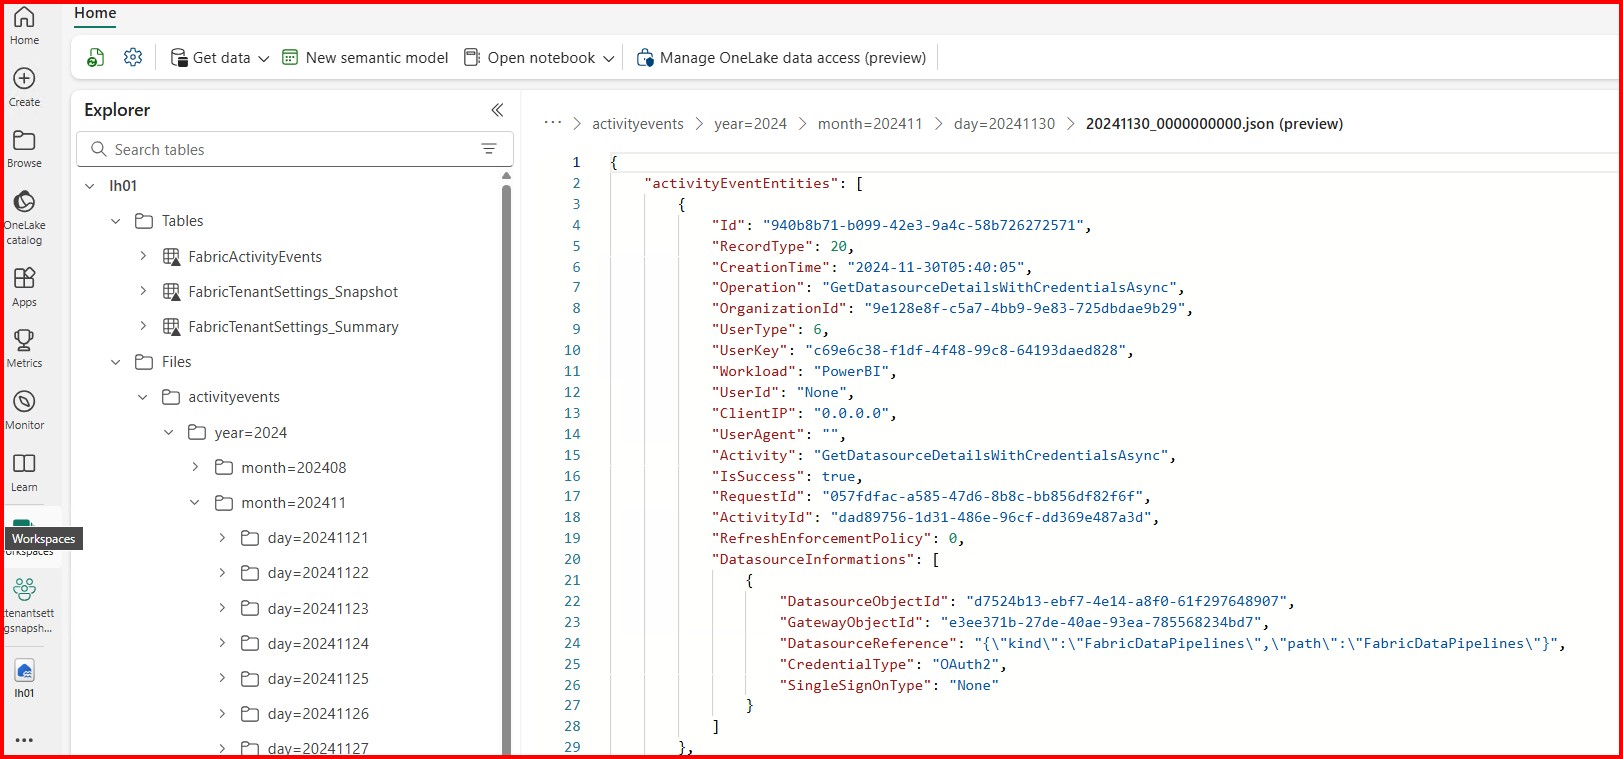 Home
Home
Create
Browse
OneLake
catalog
Apps
Metrics
Monitor
Learn
Workspaces
orkspaces
tenantsett
gsnapsh...
lh01
Get data
New semantic model
Open notebook
Manage OneLake data access (preview)
Explorer
Search tables
lh01
Tables
FabricActivityEvents
FabricTenantSettings_Snapshot
FabricTenantSettings_Summary
Files
activityevents
year=2024
month=202408
month=202411
day=20241121
day=20241122
day=20241123
day=20241124
day=20241125
day=20241126
day=20241127
··· > activityevents > year=2024 > month=202411 > day=20241130 > 20241130_0000000000.json (preview)
1 {
2 "activityEventEntities": [
3 {
4 "Id": "940b8b71-b099-42e3-9a4c-58b726272571",
5 "RecordType": 20,
6 "CreationTime": "2024-11-30T05:40:05",
7 "Operation": "GetDatasourceDetailsWithCredentialsAsync",
8 "OrganizationId": "9e128e8f-c5a7-4bb9-9e83-725dbdae9b29",
9 "UserType": 6,
10 "UserKey": "c69e6c38-f1df-4f48-99c8-64193daed828",
11 "Workload": "PowerBI",
12 "UserId": "None",
13 "ClientIP": "0.0.0.0",
14 "UserAgent": "",
15 "Activity": "GetDatasourceDetailsWithCredentialsAsync",
16 "IsSuccess": true,
17 "RequestId": "057fdfac-a585-47d6-8b8c-bb856df82f6f",
18 "ActivityId": "dad89756-1d31-486e-96cf-dd369e487a3d",
19 "RefreshEnforcementPolicy": 0,
20 "DatasourceInformations": [
21 {
22 "DatasourceObjectId": "d7524b13-ebf7-4e14-a8f0-61f297648907",
23 "GatewayObjectId": "e3ee371b-27de-40ae-93ea-785568234bd7",
24 "DatasourceReference": "{\"kind\":\"FabricDataPipelines\",\"path\":\"FabricDataPipelines\"}",
25 "CredentialType": "OAuth2",
26 "SingleSignOnType": "None"
27 }
28 ]
29 },